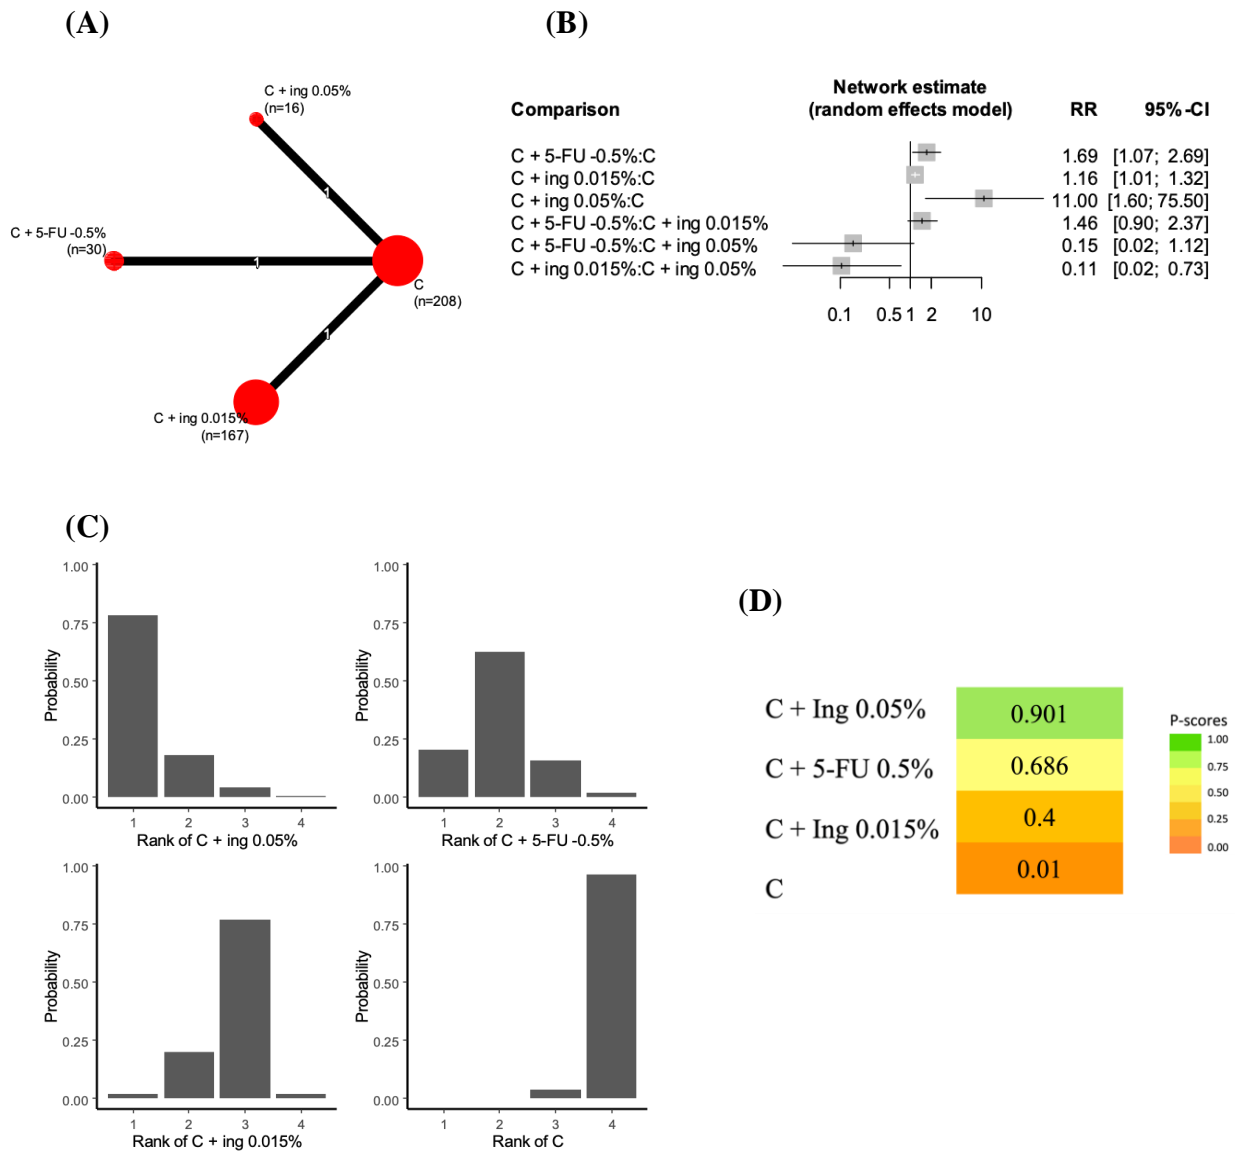 (A)
C + ing 0.05%
(n=16)
1
C + 5-FU -0.5%
(n=30)
1
C
(n=208)
1
C + ing 0.015%
(n=167)
(B)
Network estimate
Comparison (random effects model) RR 95%-CI
C + 5-FU -0.5%:C 1.69 [1.07; 2.69]
C + ing 0.015%:C 1.16 [1.01; 1.32]
C + ing 0.05%:C 11.00 [1.60; 75.50]
C + 5-FU -0.5%:C + ing 0.015% 1.46 [0.90; 2.37]
C + 5-FU -0.5%:C + ing 0.05% 0.15 [0.02; 1.12]
C + ing 0.015%:C + ing 0.05% 0.11 [0.02; 0.73]
0.1 0.5 1 2 10
(C)
1.00
0.75
0.50
0.25
0.00
Probability
1 2 3 4
Rank of C + ing 0.05%
1.00
0.75
0.50
0.25
0.00
Probability
1 2 3 4
Rank of C + 5-FU -0.5%
1.00
0.75
0.50
0.25
0.00
Probability
1 2 3 4
Rank of C + ing 0.015%
1.00
0.75
0.50
0.25
0.00
Probability
1 2 3 4
Rank of C
(D)
C + Ing 0.05% 0.901
C + 5-FU 0.5% 0.686
C + Ing 0.015% 0.4
C 0.01
P-scores
1.00
0.75
0.50
0.25
0.00